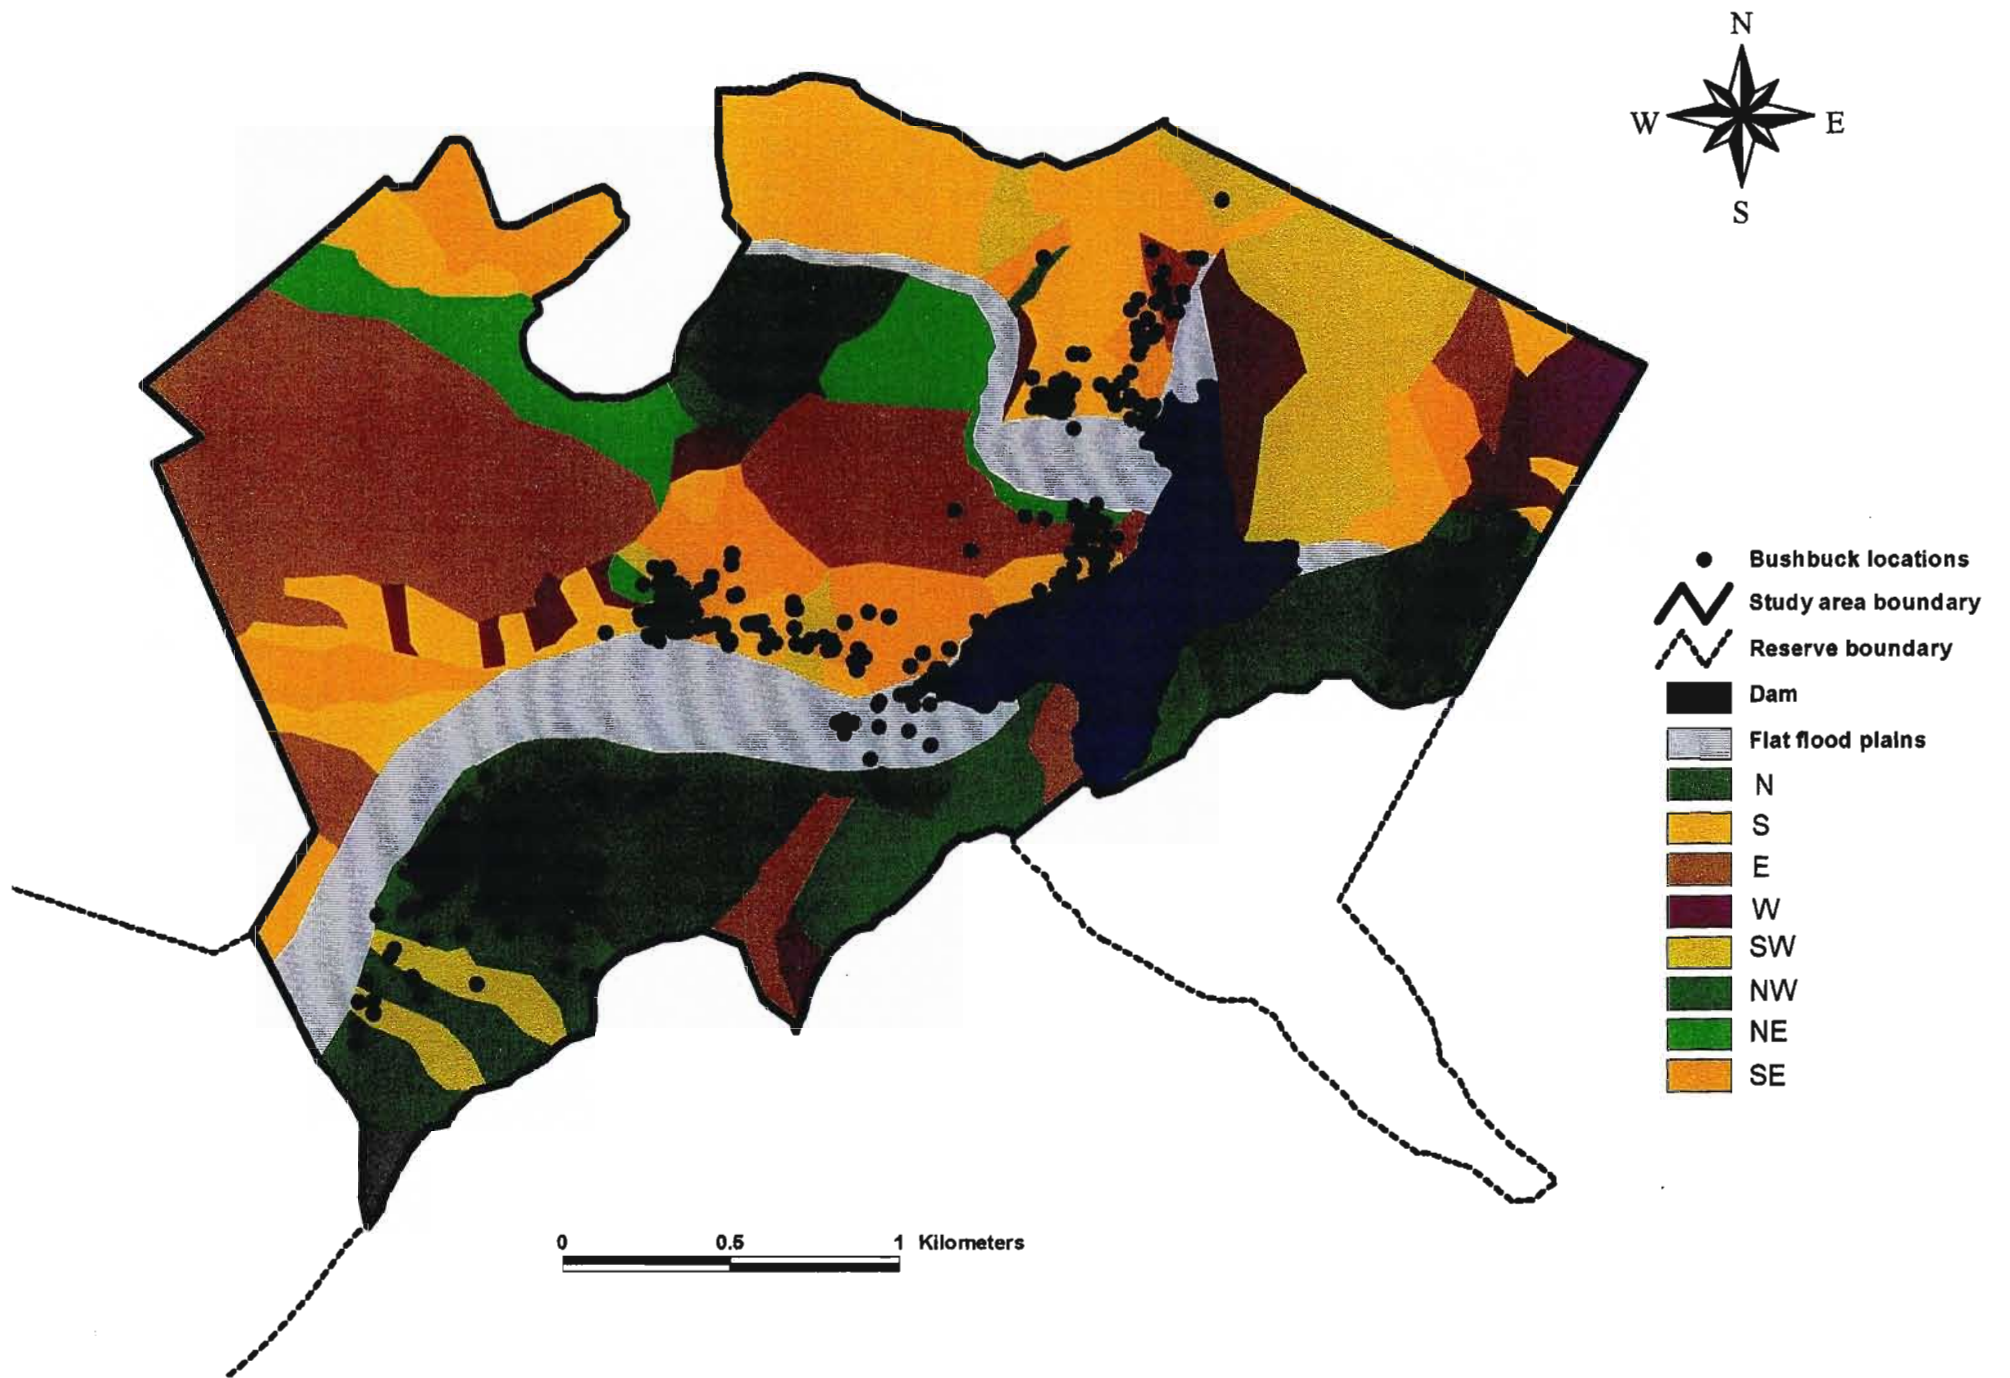 N
W E
S
Bushbuck locations
Study area boundary
Reserve boundary
Dam
Flat flood plains
N
S
E
W
SW
NW
NE
SE
0 0.5 1 Kilometers